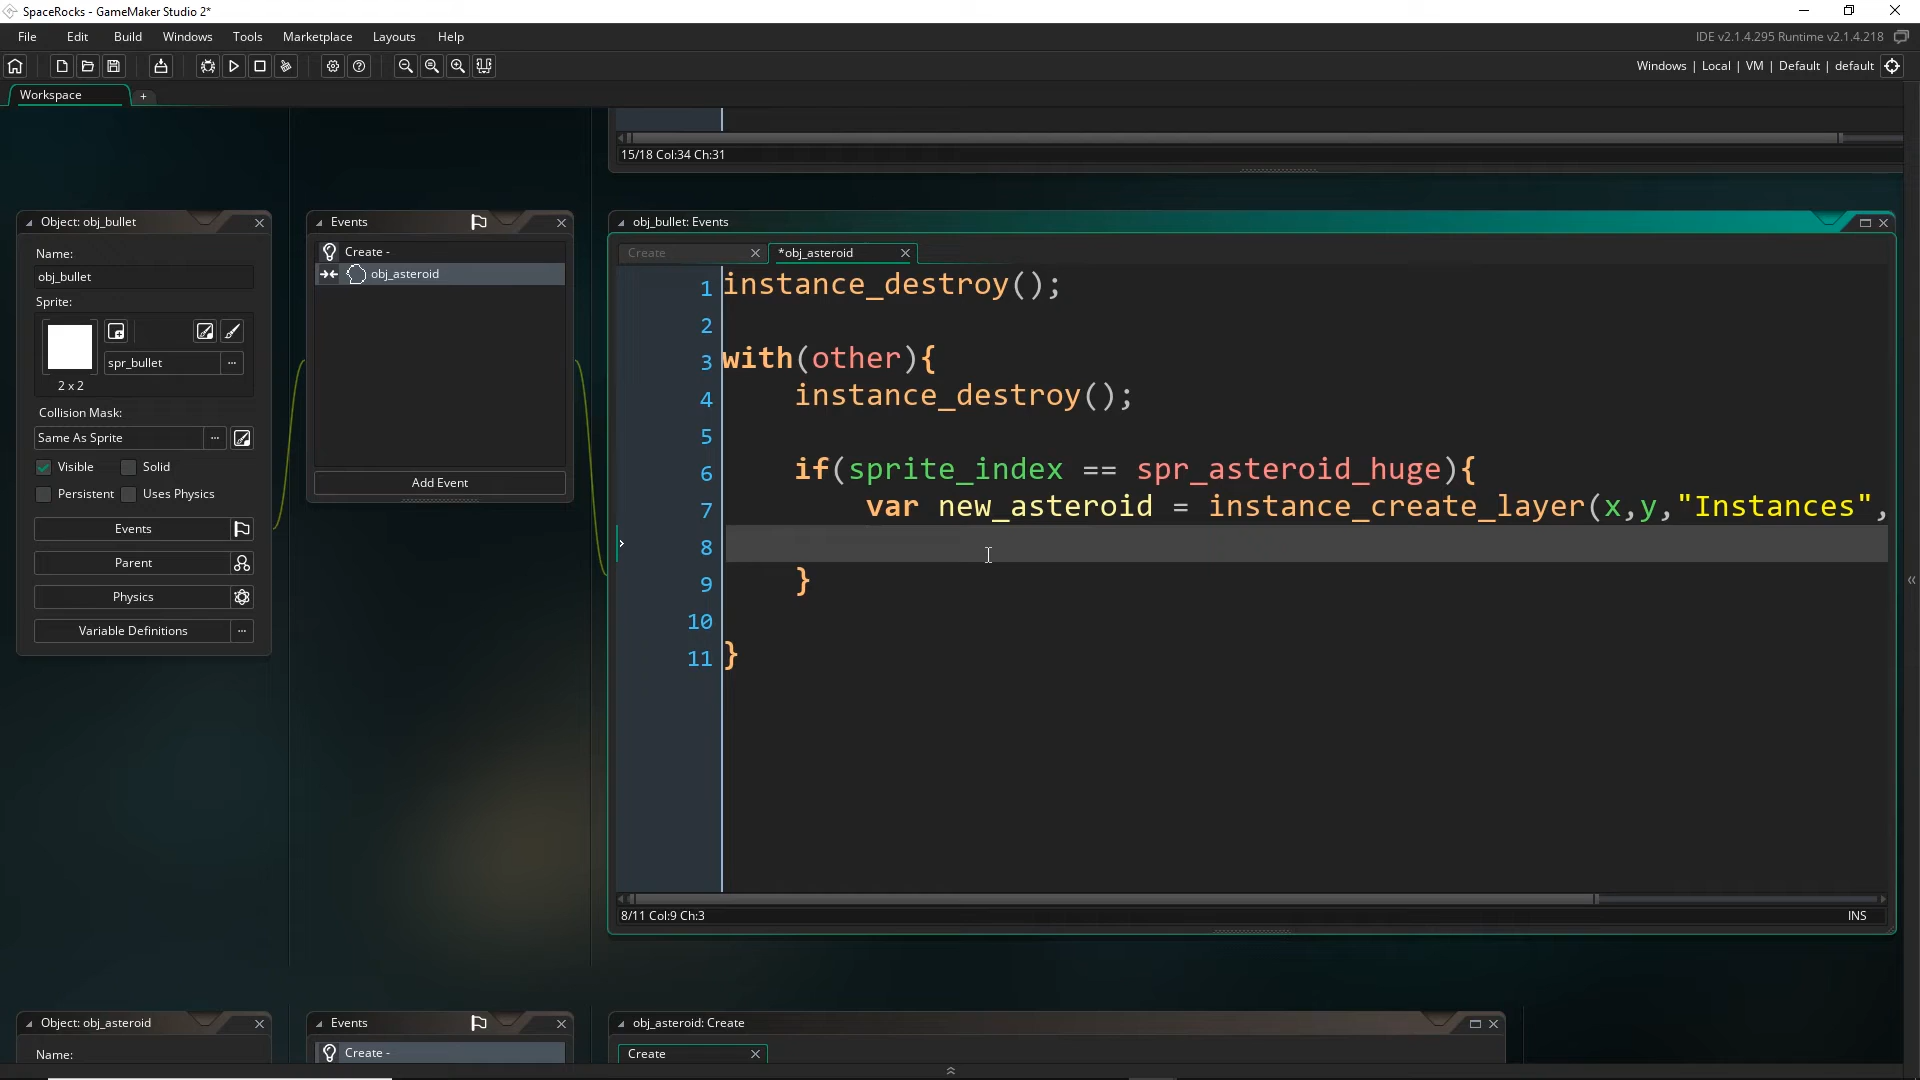 SpaceRocks - GameMaker Studio 2*
File Edit Build Windows Tools Marketplace Layouts Help
IDE v2.1.4.295 Runtime v2.1.4.218
Windows | Local | VM | Default | default
Workspace
+
15/18 Col:34 Ch:31
Object: obj_bullet
Name:
obj_bullet
Sprite:
spr_bullet
...
2 x 2
Collision Mask:
Same As Sprite
...
Visible Solid
Persistent Uses Physics
Events
Parent
Physics
Variable Definitions
...
Events
Create -
obj_asteroid
Add Event
obj_bullet: Events
Create
*obj_asteroid
1 instance_destroy();
2
3 with(other){
4 instance_destroy();
5
6 if(sprite_index == spr_asteroid_huge){
7 var new_asteroid = instance_create_layer(x,y,"Instances",
8
9 }
10
11 }
8/11 Col:9 Ch:3
INS
Object: obj_asteroid
Name:
Events
Create -
obj_asteroid: Create
Create